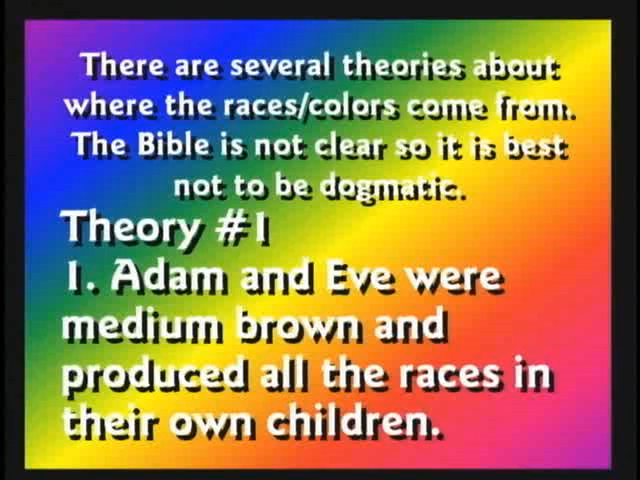 There are several theories about
where the races/colors come from.
The Bible is not clear so it is best
not to be dogmatic.
Theory #1
1. Adam and Eve were
medium brown and
produced all the races in
their own children.